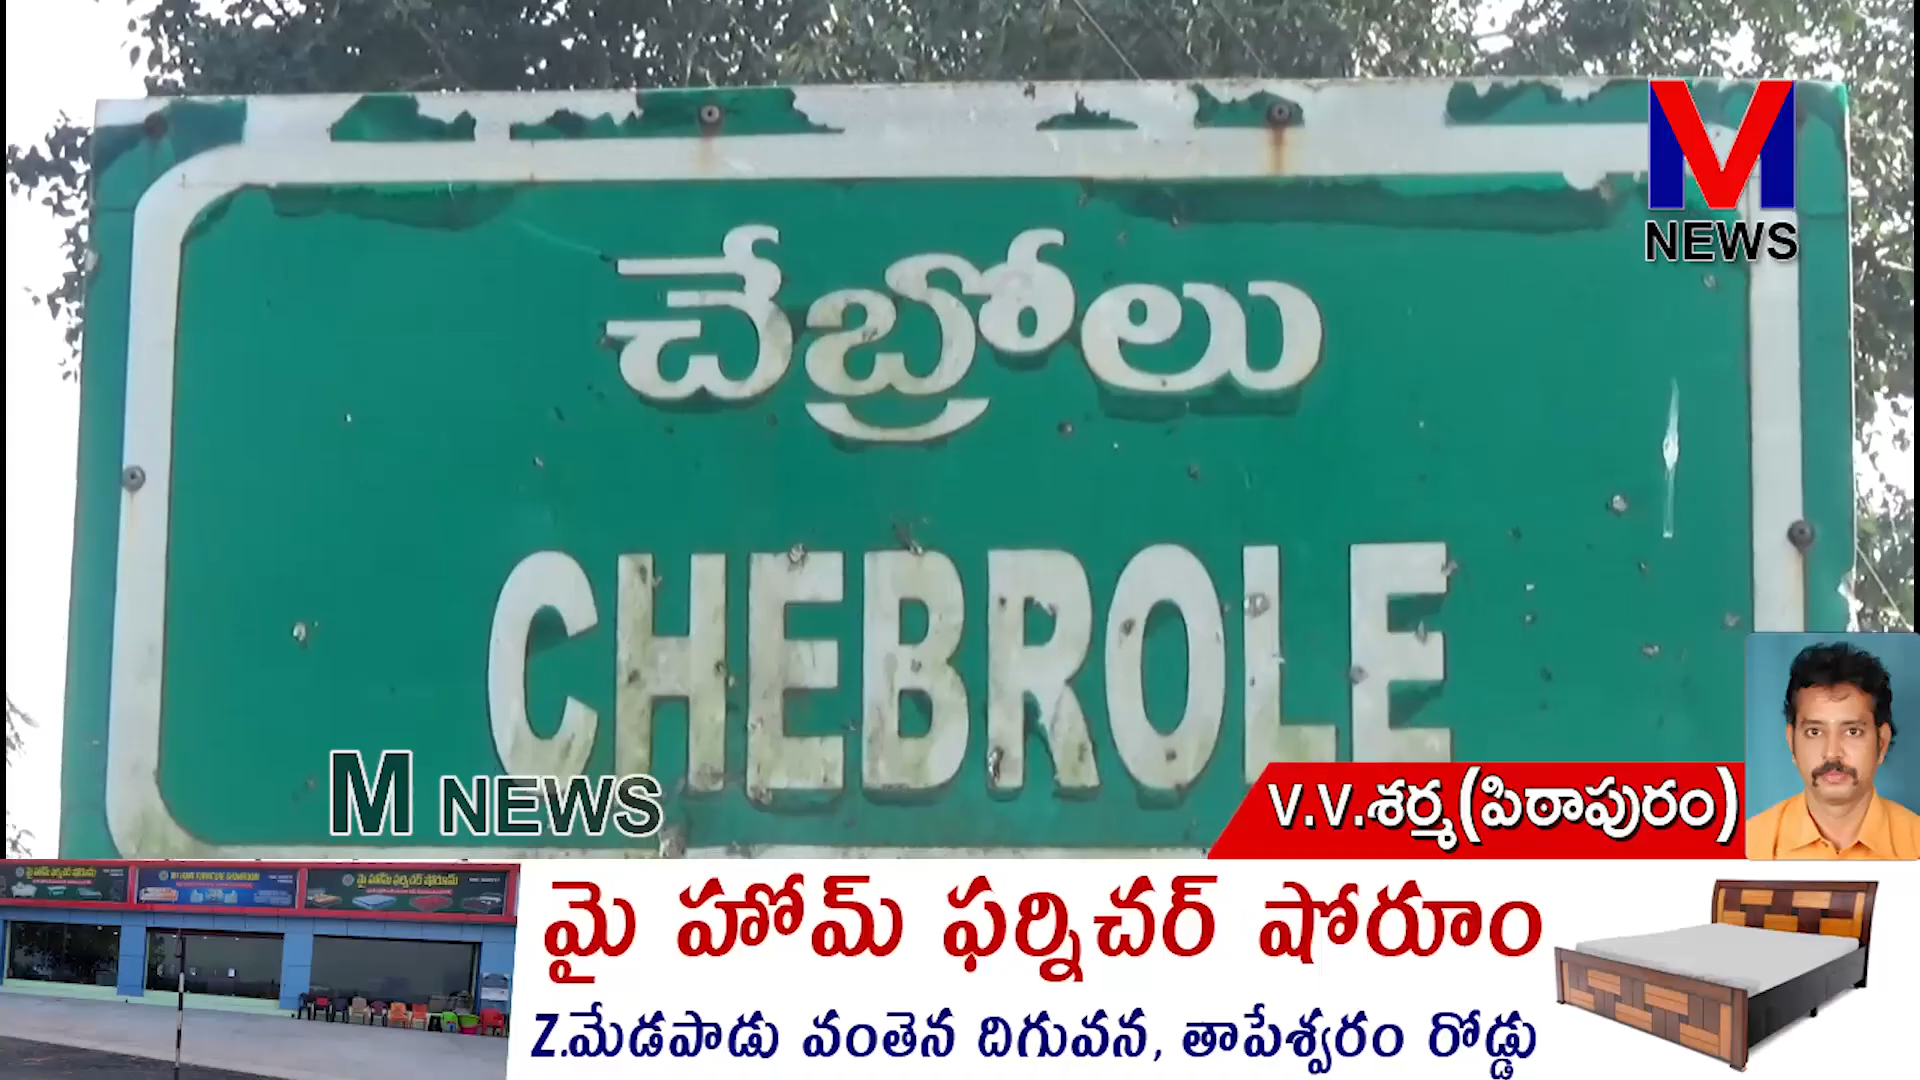 చేబ్రోలు
CHEBROLE
M NEWS
M NEWS
V.V.శర్మ(పిఠాపురం)
మై హోమ్ ఫర్నిచర్ షోరూం
Z.మేడపాడు వంతెన దిగువన, తాపేశ్వరం రోడ్డు